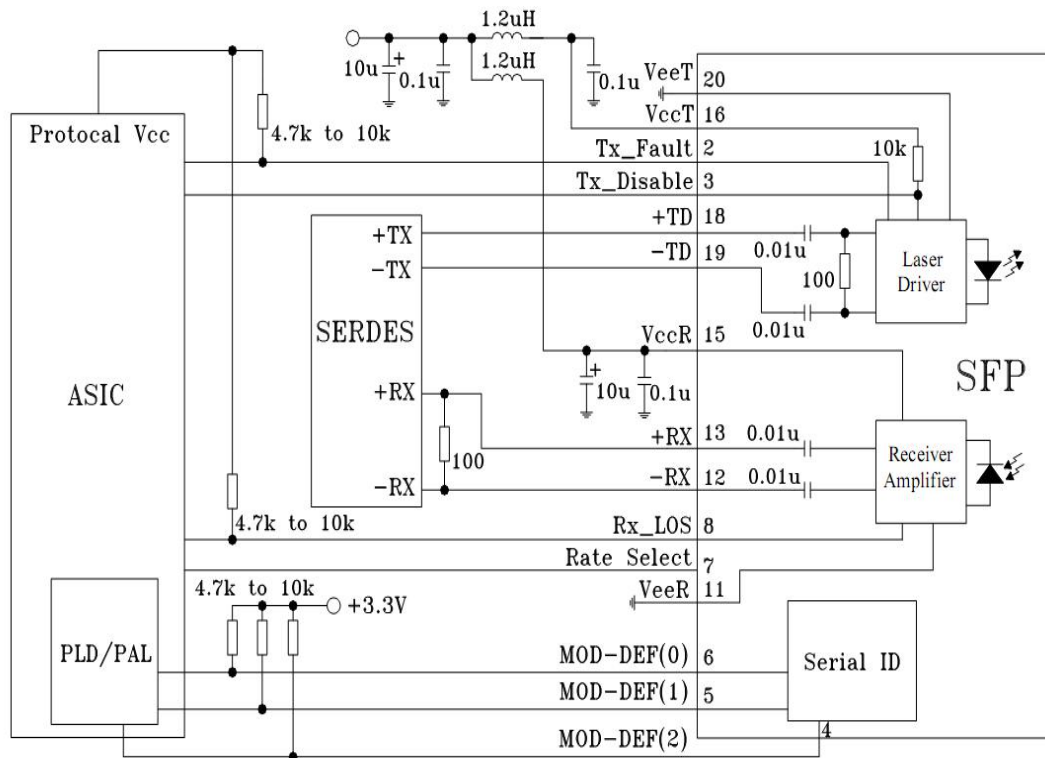 1.2uH
10u
+
0.1u
1.2uH
0.1u
VeeT 20
VccT 16
Protocal Vcc
4.7k to 10k
Tx_Fault 2
10k
Tx_Disable 3
+TD 18
+TX
-TD 19
0.01u
-TX
100
Laser
Driver
SERDES
0.01u
VccR 15
+
10u
0.1u
SFP
ASIC
+RX
+RX 13
0.01u
100
-RX 12
0.01u
Receiver
Amplifier
-RX
4.7k to 10k
Rx_LOS 8
Rate Select 7
4.7k to 10k
+3.3V
VeeR 11
PLD/PAL
MOD-DEF(0) 6
Serial ID
MOD-DEF(1) 5
MOD-DEF(2) 4